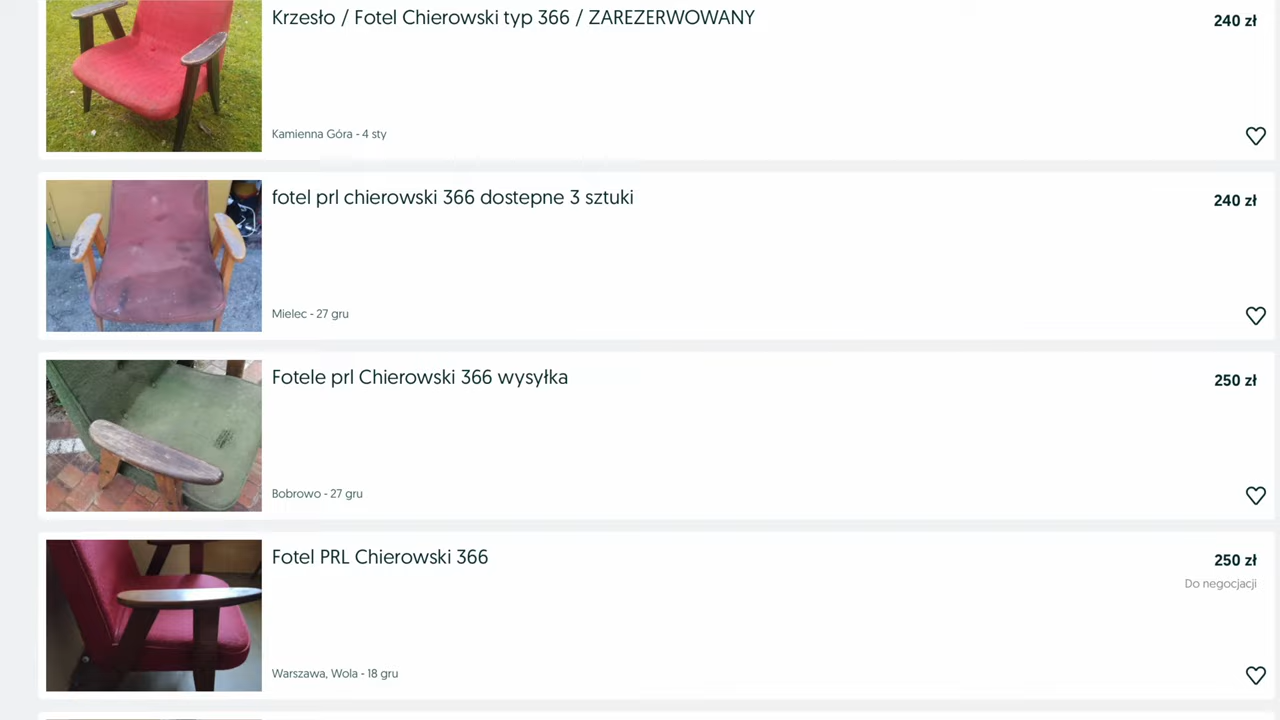 Krzesło / Fotel Chierowski typ 366 / ZAREZERWOWANY
240 zł
Kamienna Góra - 4 sty
fotel prl chierowski 366 dostepne 3 sztuki
240 zł
Mielec - 27 gru
Fotele prl Chierowski 366 wysyłka
250 zł
Bobrowo - 27 gru
Fotel PRL Chierowski 366
250 zł
Do negocjacji
Warszawa, Wola - 18 gru